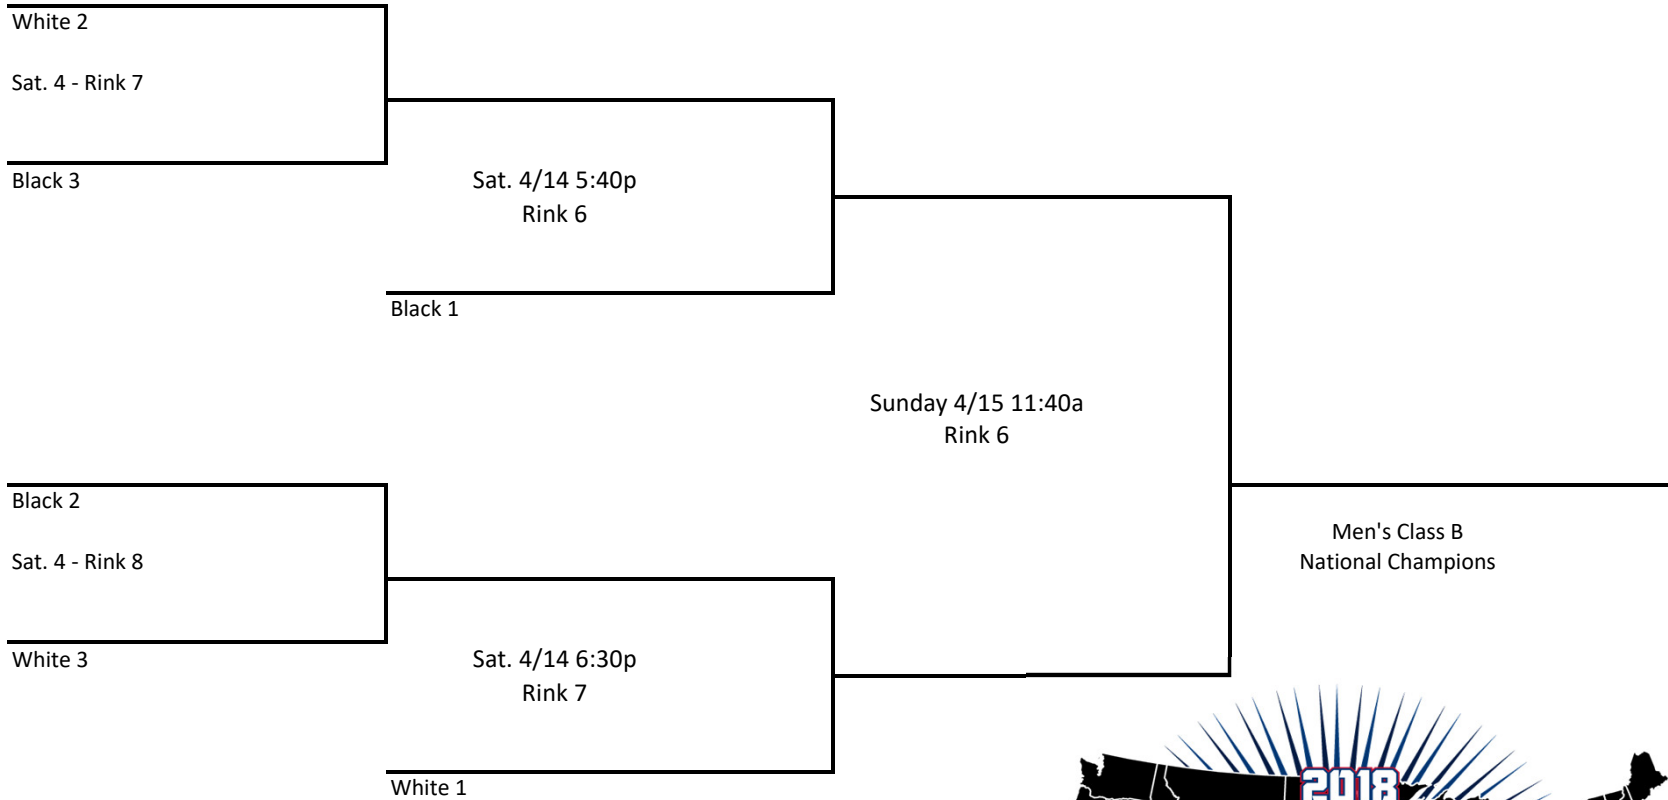 White 2
Sat. 4 - Rink 7
Black 3
Sat. 4/14 5:40p
Rink 6
Black 1
Sunday 4/15 11:40a
Rink 6
Black 2
Sat. 4 - Rink 8
Men's Class B
National Champions
White 3
Sat. 4/14 6:30p
Rink 7
White 1
2018